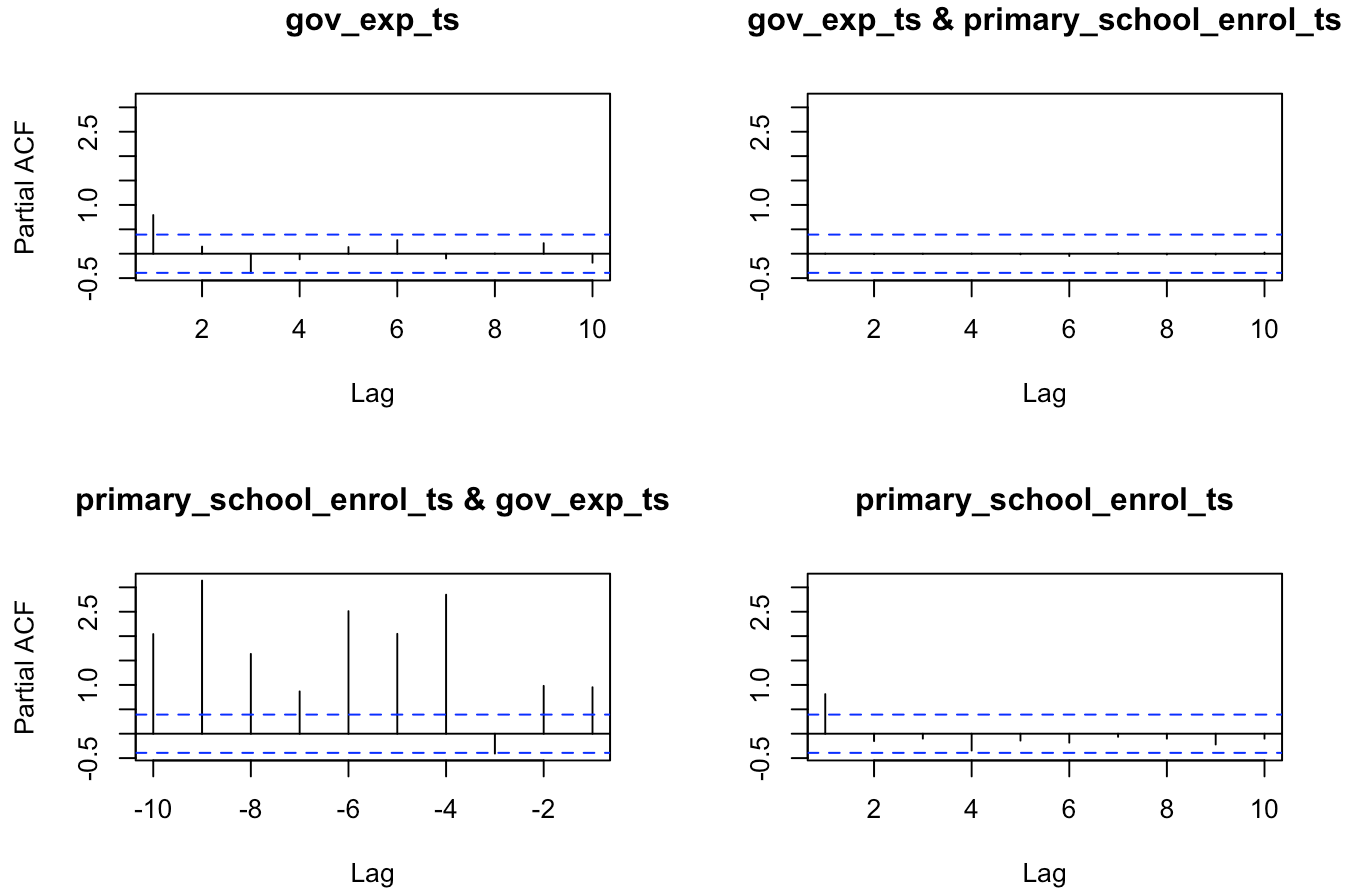 gov_exp_ts
Partial ACF
2.5
1.0
-0.5
2 4 6 8 10
Lag
gov_exp_ts & primary_school_enrol_ts
2.5
1.0
-0.5
2 4 6 8 10
Lag
primary_school_enrol_ts & gov_exp_ts
Partial ACF
2.5
1.0
-0.5
-10 -8 -6 -4 -2
Lag
primary_school_enrol_ts
2.5
1.0
-0.5
2 4 6 8 10
Lag